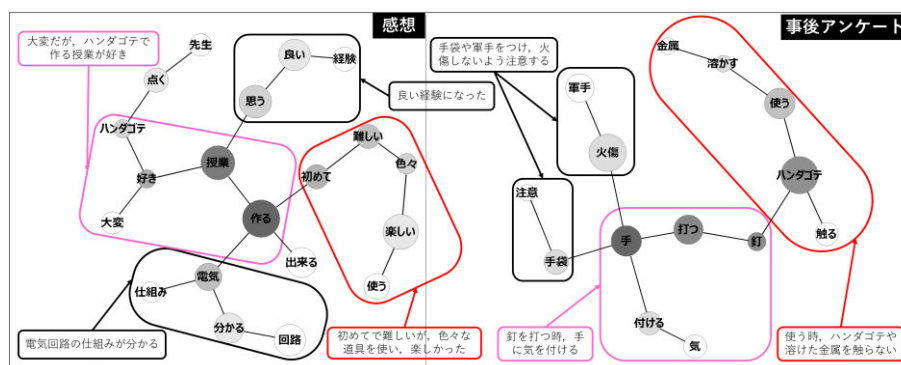 感想
大変だが，ハンダゴテで
作る授業が好き
先生
点く
ハンダゴテ
好き
大変
授業
思う
良い
経験
良い経験になった
作る
初めて
難しい
色々
楽しい
使う
出来る
電気
仕組み
分かる
回路
電気回路の仕組みが分かる
初めてで難しいが，色々な
道具を使い，楽しかった
事後アンケート
手袋や軍手をつけ，火
傷しないよう注意する
軍手
火傷
注意
手袋
手
打つ
釘
付ける
気
釘を打つ時，手
に気を付ける
金属
溶かす
使う
ハンダゴテ
触る
使う時，ハンダゴテや
溶けた金属を触らない